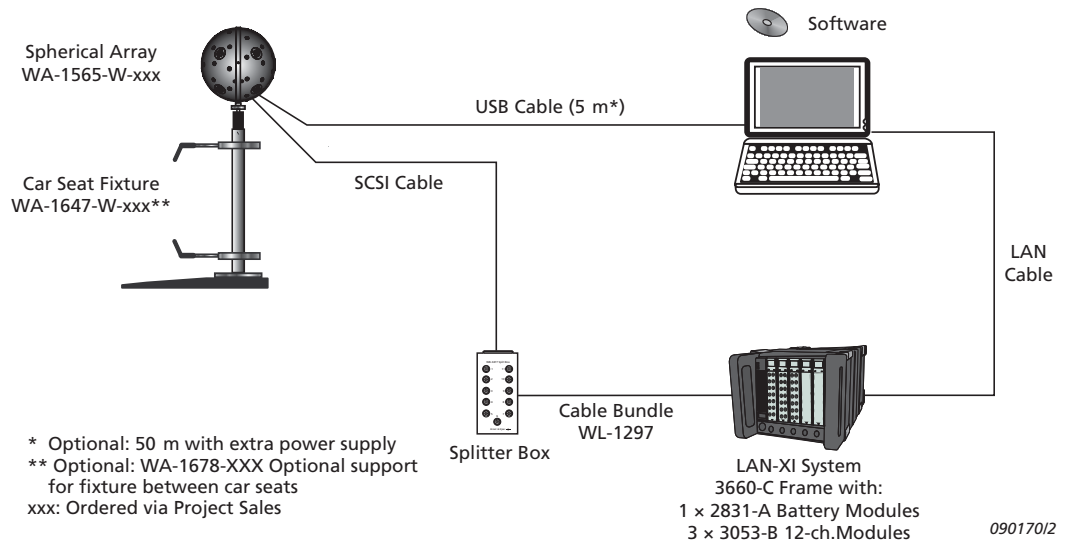 Software
Spherical Array
WA-1565-W-xxx
USB Cable (5 m*)
SCSI Cable
Car Seat Fixture
WA-1647-W-xxx**
LAN
Cable
Cable Bundle
WL-1297
Splitter Box
* Optional: 50 m with extra power supply
** Optional: WA-1678-XXX Optional support
for fixture between car seats
xxx: Ordered via Project Sales
LAN-XI System
3660-C Frame with:
1 × 2831-A Battery Modules
3 × 3053-B 12-ch.Modules
090170/2